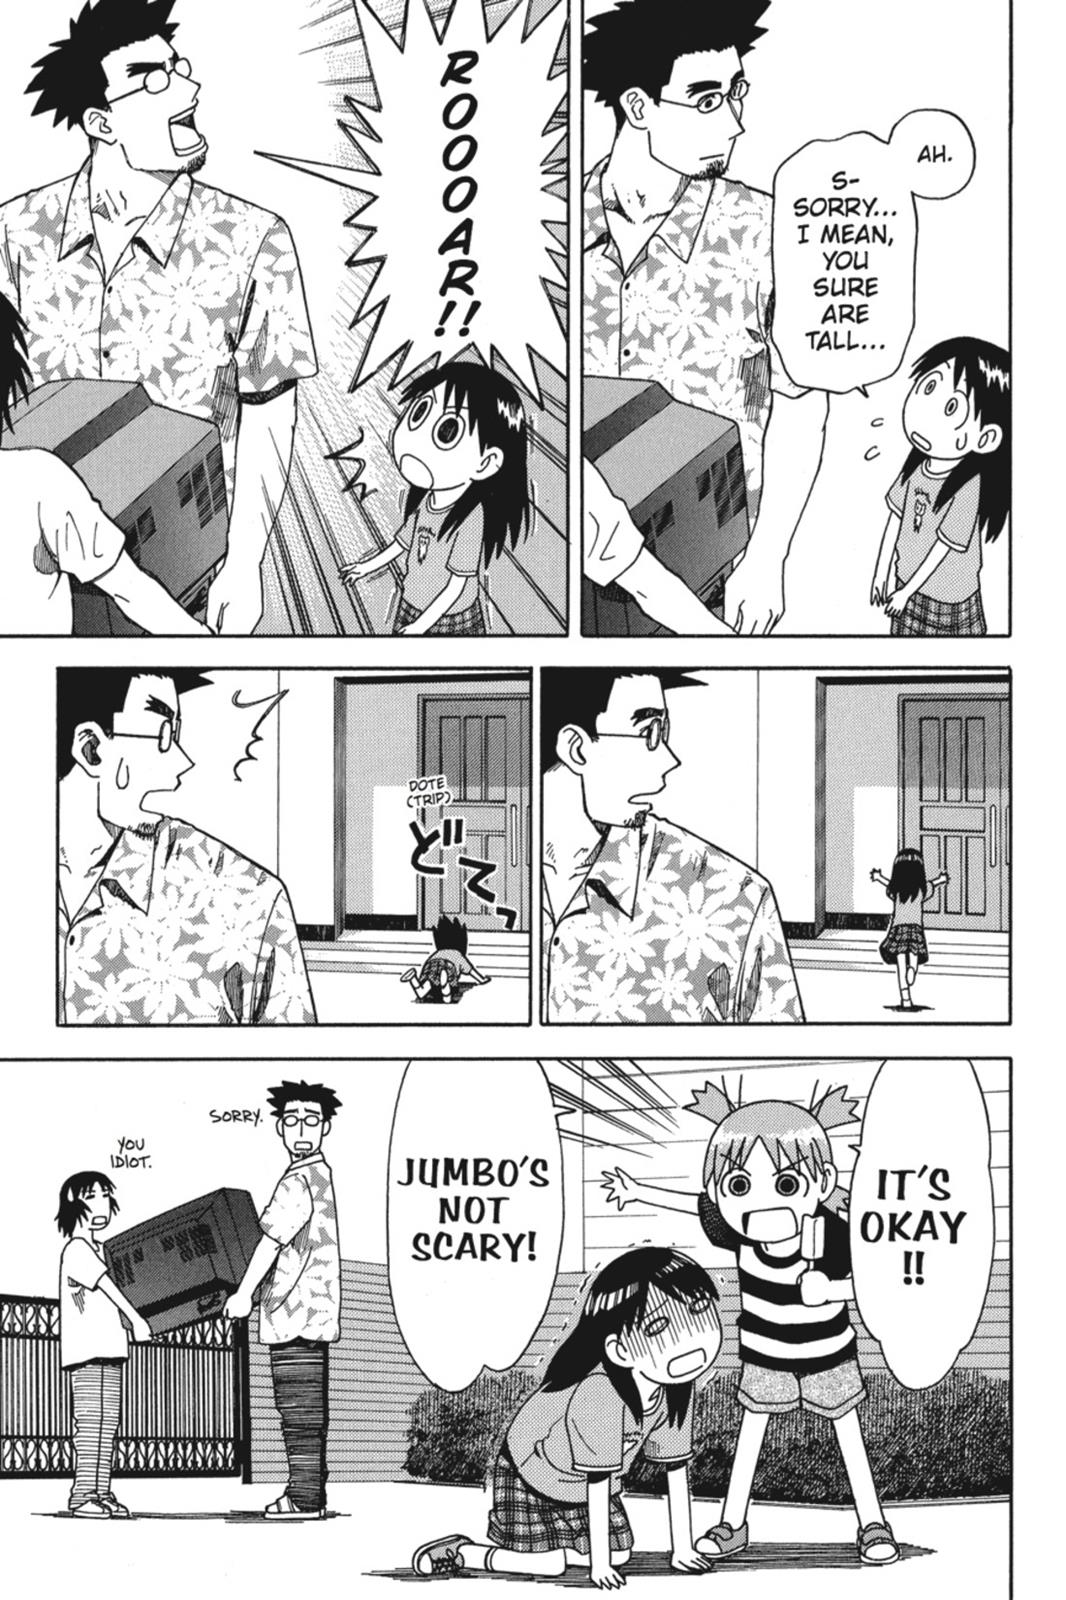 AH.
S-
SORRY...
I MEAN,
YOU
SURE
ARE
TALL...
ROOOAR!!
DOTE
(TRIP)
どてっ
IT'S
OKAY
!!
JUMBO'S
NOT
SCARY!
SORRY.
YOU
IDIOT.